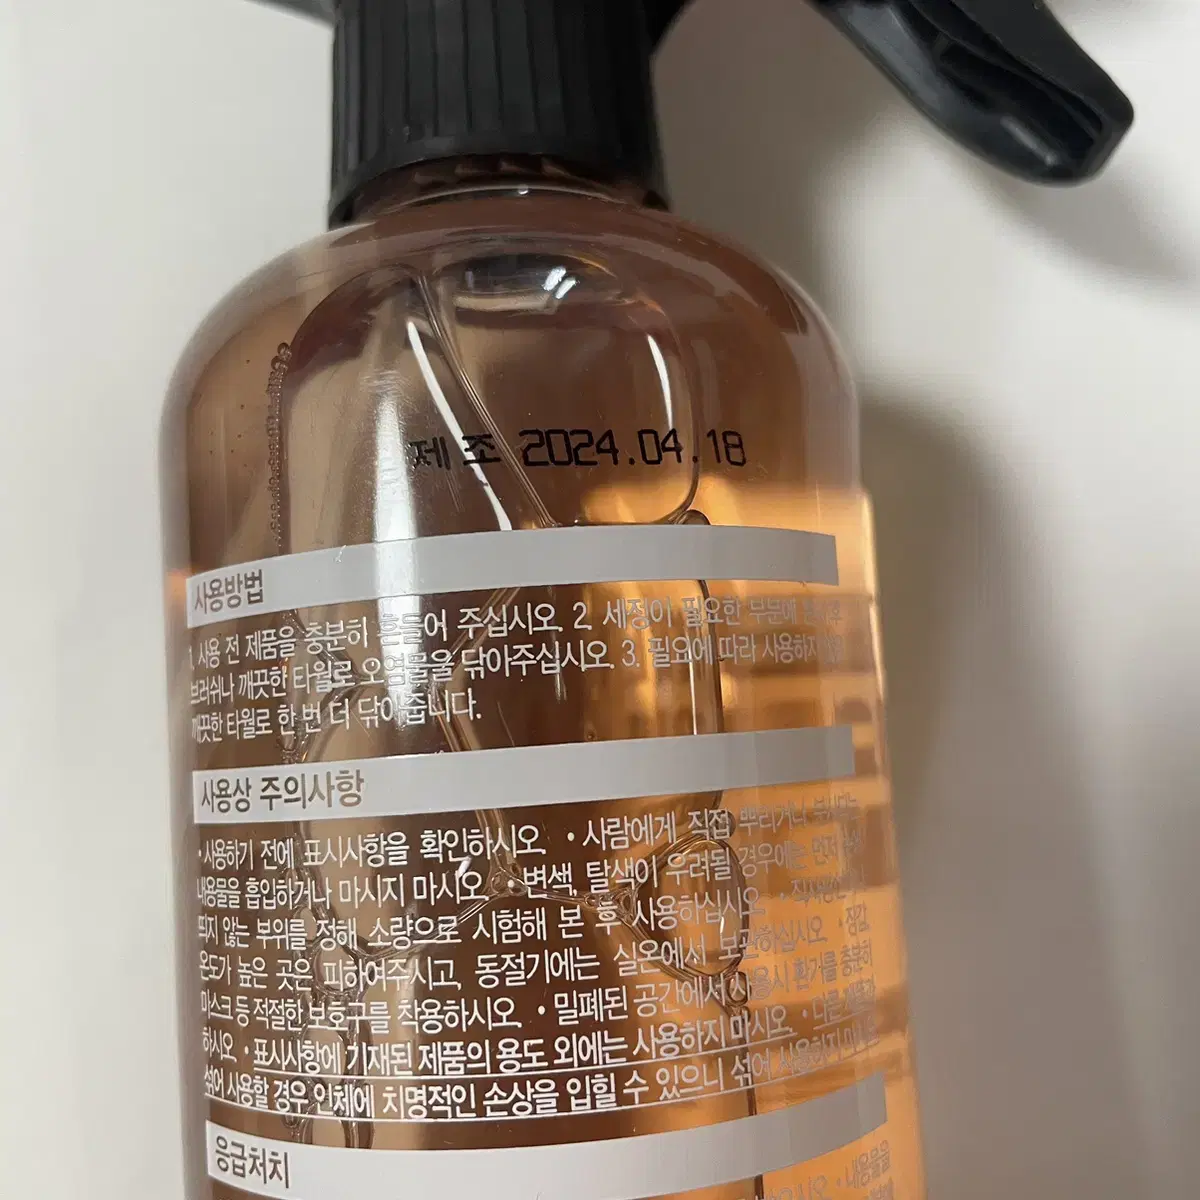 제조 2024.04.18
사용방법
1. 사용 전 제품을 충분히 흔들어 주십시오. 2. 세정이 필요한 부분에
브러쉬나 깨끗한 타월로 오염물을 닦아주십시오. 3. 필요에 따라
깨끗한 타월로 한 번 더 닦아줍니다.
사용상 주의사항
• 사용하기 전에 표시사항을 확인하시오. • 사람에게 직접 뿌리거나
내용물을 흡입하거나 마시지 마시오. • 변색, 탈색이 우려될 경우에는 먼저
띄지 않는 부위를 정해 소량으로 시험해 본 후 사용하십시오. •
온도가 높은 곳은 피하여주시고, 동절기에는 실온에서 보관하십시오. • 장갑,
마스크 등 적절한 보호구를 착용하시오. • 밀폐된 공간에서 사용시 환기를 충분히
하시오. • 표시사항에 기재된 제품의 용도 외에는 사용하지 마시오. • 다른 제품과
섞어 사용할 경우 인체에 치명적인 손상을 입힐 수 있으니 섞어 사용하지 마시오.
응급처치